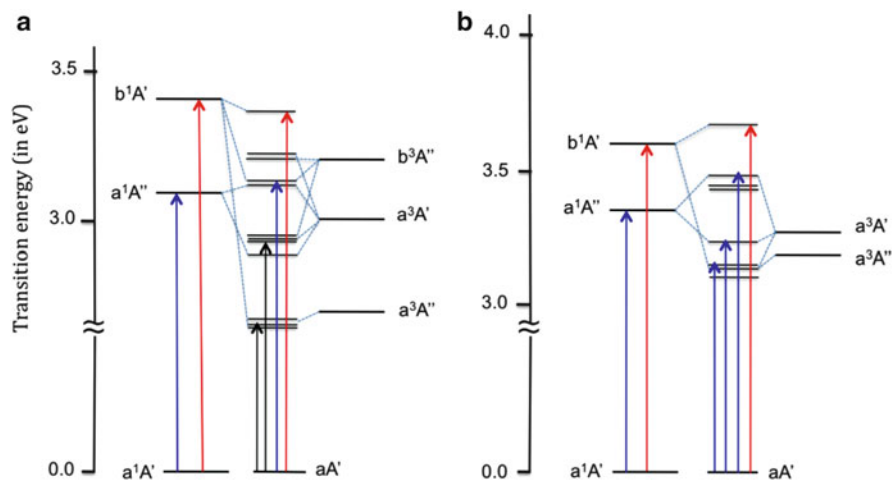 a
Transition energy (in eV)
3.5
3.0
≈
0.0
b¹A'
a¹A''
b³A''
a³A'
a³A''
a¹A'
aA'
b
4.0
3.5
3.0
≈
0.0
b¹A'
a¹A''
a³A'
a³A''
a¹A'
aA'